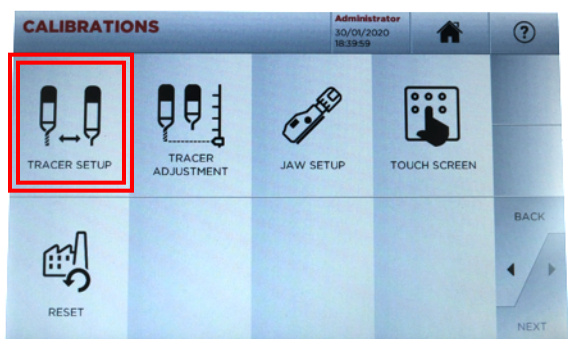 CALIBRATIONS
Administrator
30/01/2020
18:39:59
?
TRACER SETUP
TRACER
ADJUSTMENT
JAW SETUP
TOUCH SCREEN
BACK
RESET
NEXT